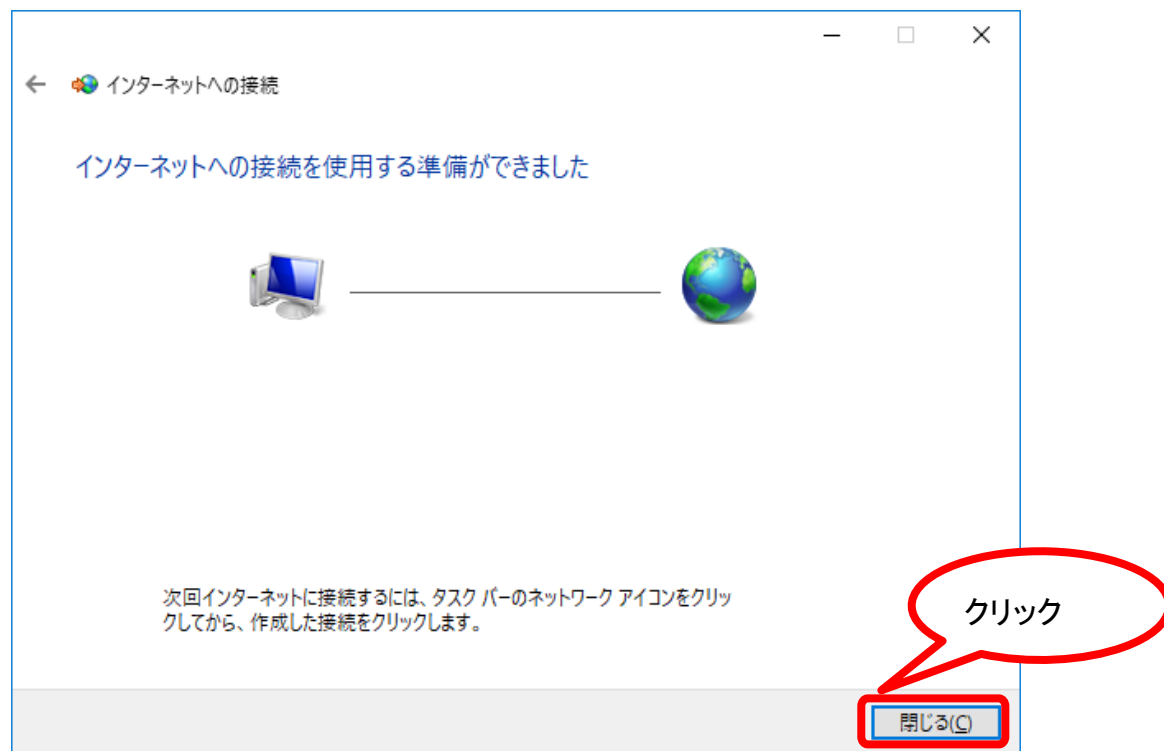 インターネットへの接続
インターネットへの接続を使用する準備ができました
次回インターネットに接続するには、タスク バーのネットワーク アイコンをクリッ
クしてから、作成した接続をクリックします。
クリック
閉じる(C)